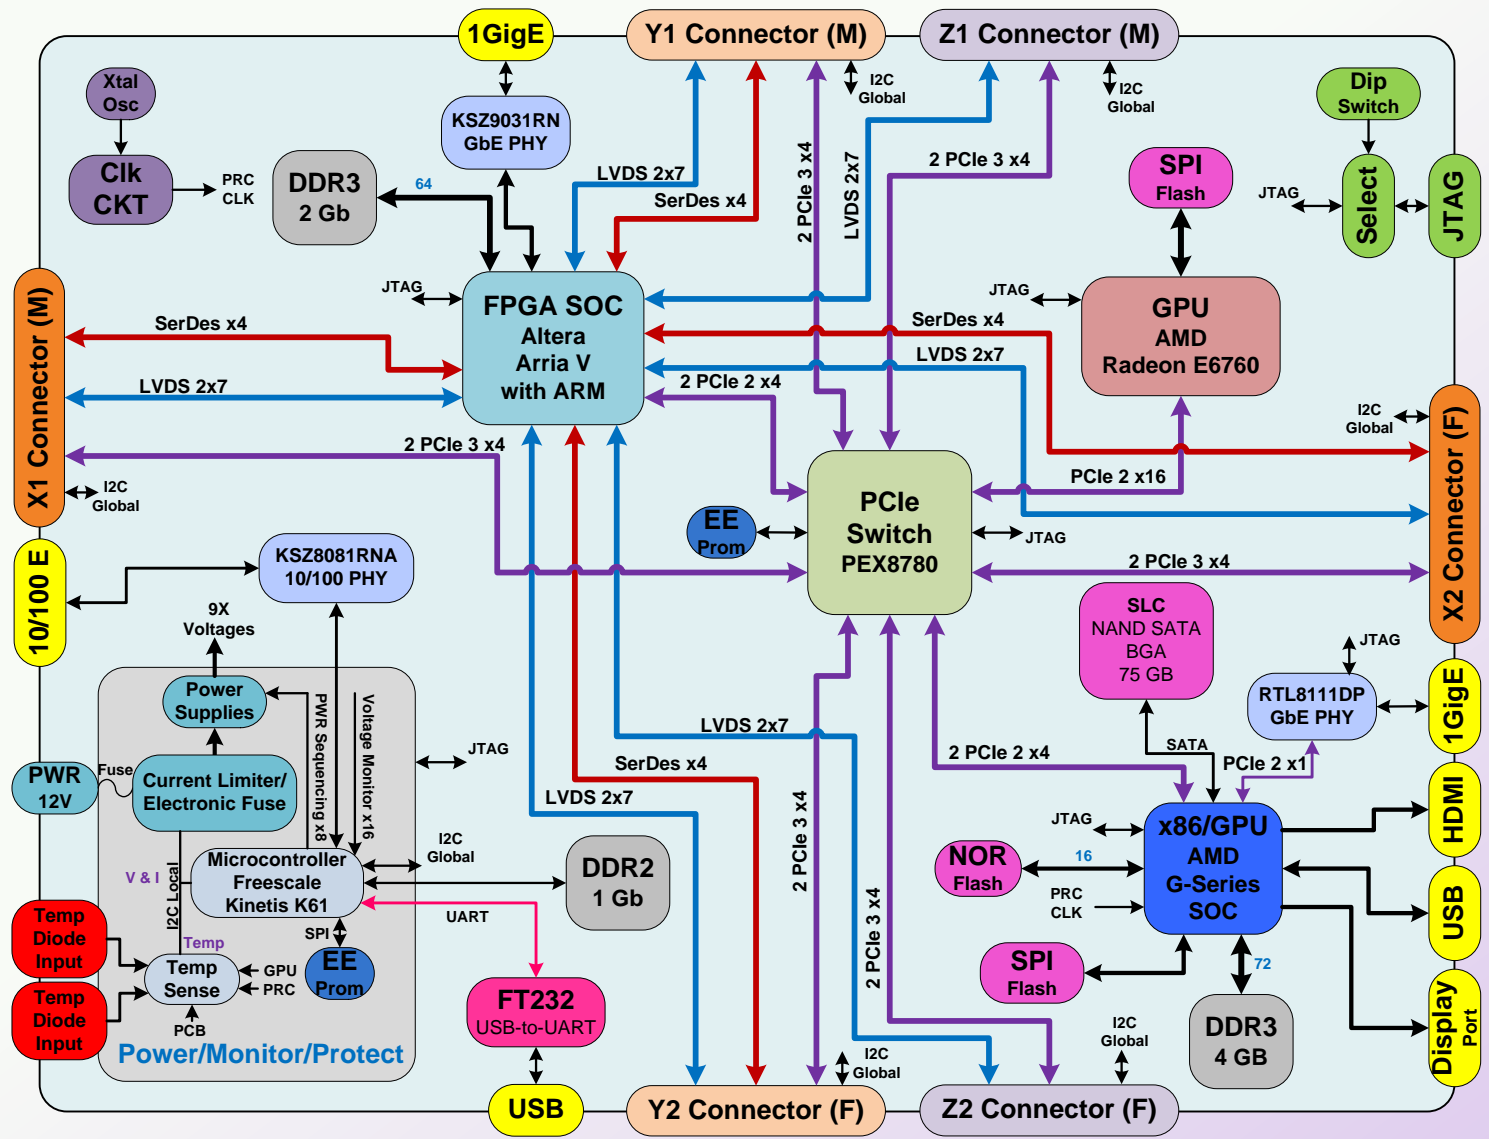 1GigE
Y1 Connector (M)
Z1 Connector (M)
Xtal
Osc
Clk
CKT
PRC
CLK
DDR3
2 Gb
64
KSZ9031RN
GbE PHY
LVDS 2x7
SerDes x4
2 PCIe 3 x4
I2C
Global
LVDS 2x7
2 PCIe 3 x4
I2C
Global
SPI
Flash
Dip
Switch
Select
JTAG
JTAG
X1 Connector (M)
SerDes x4
LVDS 2x7
2 PCIe 3 x4
I2C
Global
JTAG
FPGA SOC
Altera
Arria V
with ARM
2 PCIe 2 x4
SerDes x4
LVDS 2x7
JTAG
GPU
AMD
Radeon E6760
PCIe 2 x16
I2C
Global
X2 Connector (F)
PCIe
Switch
PEX8780
EE
Prom
JTAG
2 PCIe 3 x4
10/100 E
KSZ8081RNA
10/100 PHY
9X
Voltages
Power
Supplies
PWR Sequencing x8
Voltage Monitor x16
JTAG
PWR
12V
Fuse
Current Limiter/
Electronic Fuse
V & I
I2C Local
Microcontroller
Freescale
Kinetis K61
I2C
Global
DDR2
1 Gb
UART
SPI
EE
Prom
Temp
Diode
Input
Temp
Diode
Input
Temp
Temp
Sense
GPU
PRC
PCB
Power/Monitor/Protect
FT232
USB-to-UART
USB
LVDS 2x7
SerDes x4
LVDS 2x7
2 PCIe 3 x4
2 PCIe 3 x4
2 PCIe 2 x4
SLC
NAND SATA
BGA
75 GB
SATA
JTAG
RTL8111DP
GbE PHY
PCIe 2 x1
1GigE
JTAG
x86/GPU
AMD
G-Series
SOC
NOR
Flash
16
PRC
CLK
SPI
Flash
72
DDR3
4 GB
HDMI
USB
Display
Port
I2C
Global
Y2 Connector (F)
I2C
Global
Z2 Connector (F)